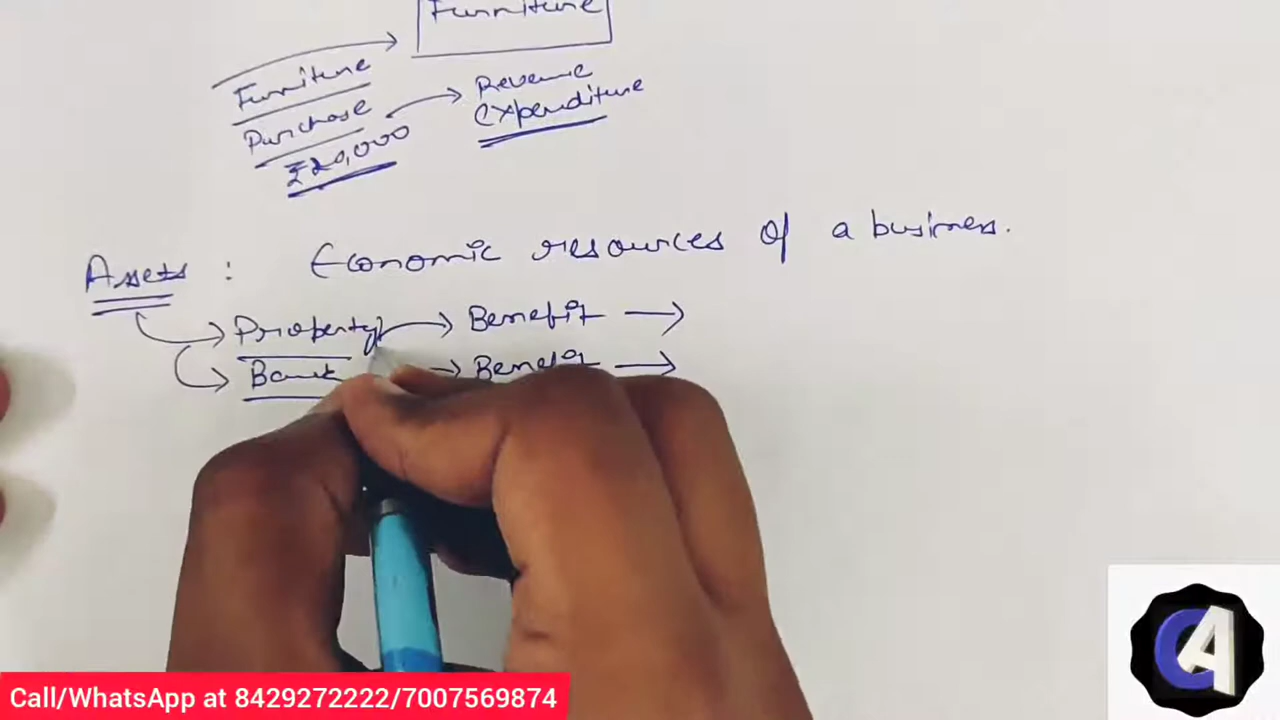 Furniture
Furniture
Purchase
₹20,000
Revenue
Expenditure
Assets : Economic resources of a business.
Property → Benefit →
Bank → Benefit →
CA
Call/WhatsApp at 8429272222/7007569874